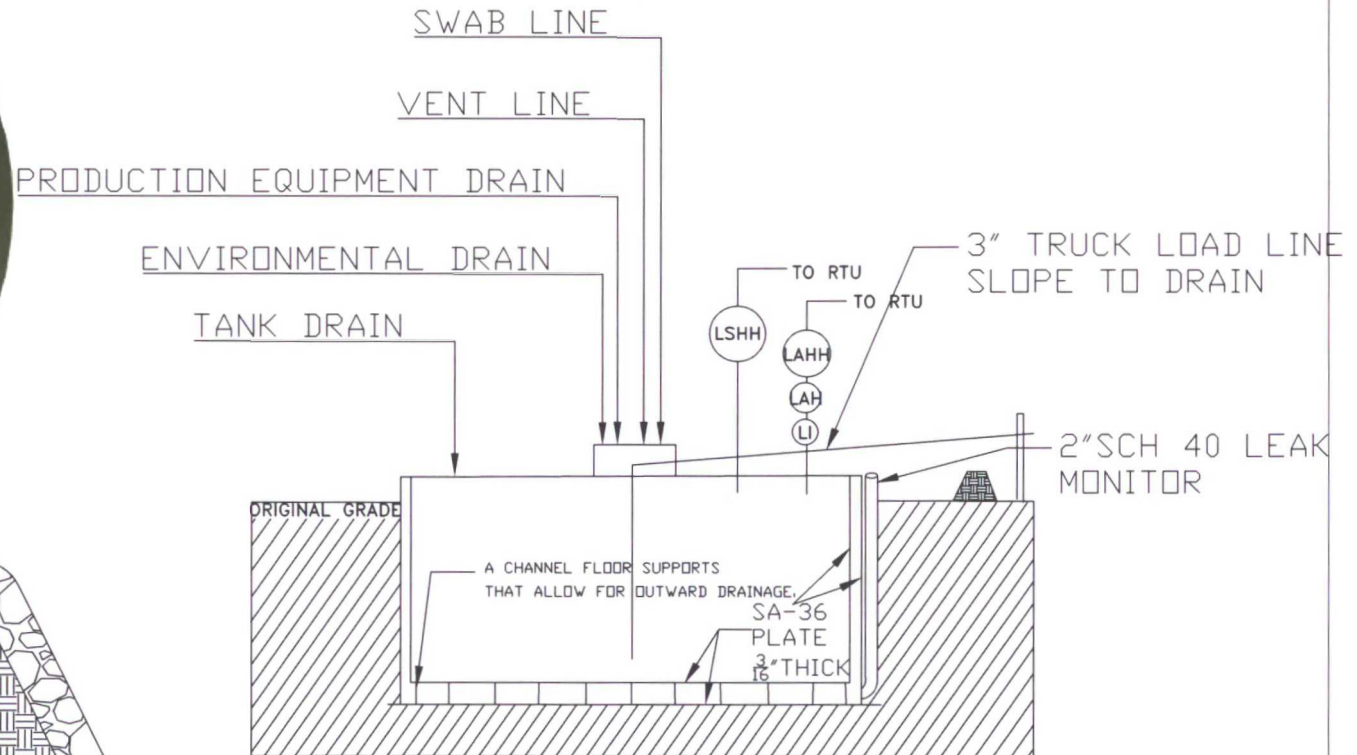 SWAB LINE
VENT LINE
PRODUCTION EQUIPMENT DRAIN
ENVIRONMENTAL DRAIN
TANK DRAIN
TO RTU
TO RTU
LSHH
LAHH
LAH
LI
3" TRUCK LOAD LINE
SLOPE TO DRAIN
2"SCH 40 LEAK
MONITOR
ORIGINAL GRADE
A CHANNEL FLOOR SUPPORTS
THAT ALLOW FOR OUTWARD DRAINAGE.
SA-36
PLATE
3/16"THICK